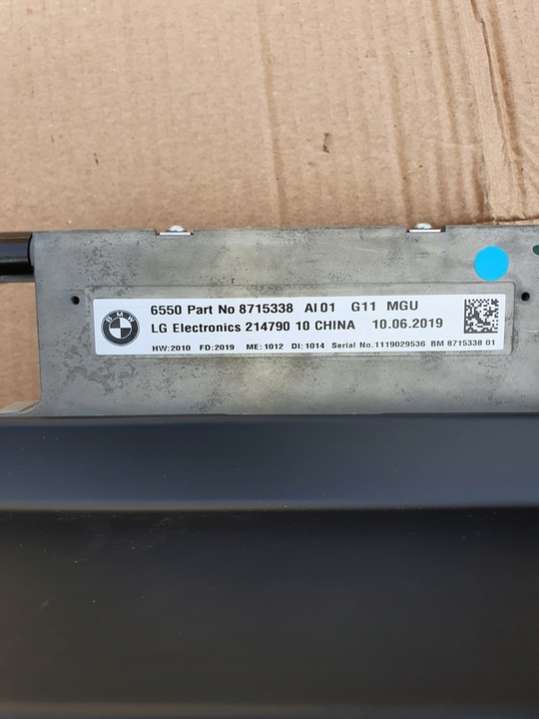 BMW
6550 Part No 8715338 AI 01 G11 MGU
LG Electronics 214790 10 CHINA 10.06.2019
HW:2010 FD:2019 ME:1012 DI:1014 Serial No.1119029536 BM 8715338 01